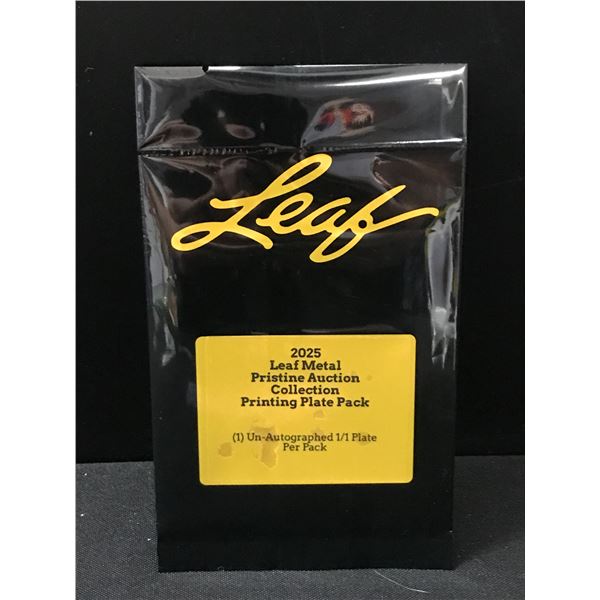 Leaf
2025
Leaf Metal
Pristine Auction
Collection
Printing Plate Pack
(1) Un-Autographed 1/1 Plate
Per Pack